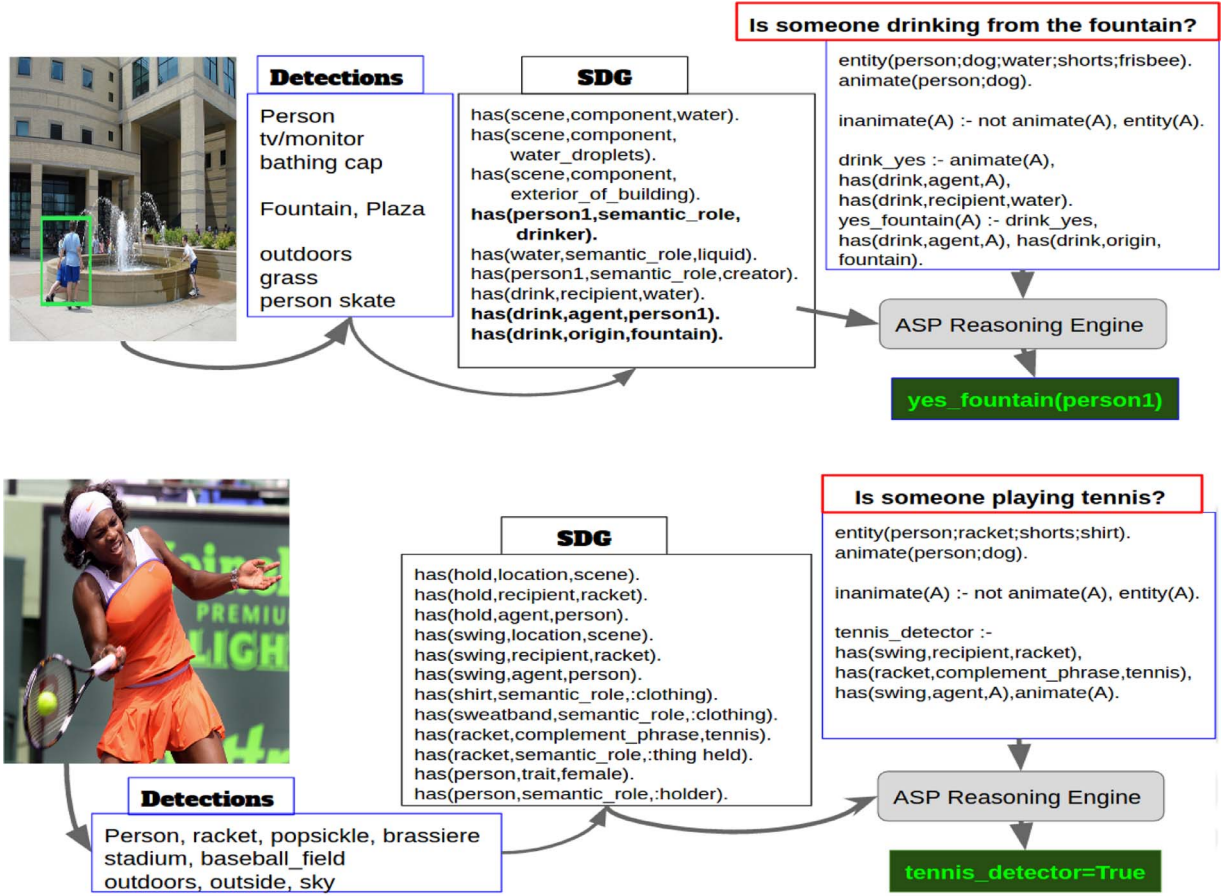 Is someone drinking from the fountain?
Detections
Person
tv/monitor
bathing cap
Fountain, Plaza
outdoors
grass
person skate
SDG
has(scene,component,water).
has(scene,component,
water_droplets).
has(scene,component,
exterior_of_building).
has(person1,semantic_role,
drinker).
has(water,semantic_role,liquid).
has(person1,semantic_role,creator).
has(drink,recipient,water).
has(drink,agent,person1).
has(drink,origin,fountain).
entity(person;dog;water;shorts;frisbee).
animate(person;dog).
inanimate(A) :- not animate(A), entity(A).
drink_yes :- animate(A),
has(drink,agent,A),
has(drink,recipient,water).
yes_fountain(A) :- drink_yes,
has(drink,agent,A), has(drink,origin,
fountain).
ASP Reasoning Engine
yes_fountain(person1)
PREMIU
LIGH
Detections
Person, racket, popsickle, brassiere
stadium, baseball_field
outdoors, outside, sky
SDG
has(hold,location,scene).
has(hold,recipient,racket).
has(hold,agent,person).
has(swing,location,scene).
has(swing,recipient,racket).
has(swing,agent,person).
has(shirt,semantic_role,:clothing).
has(sweatband,semantic_role,:clothing).
has(racket,complement_phrase,tennis).
has(racket,semantic_role,:thing held).
has(person,trait,female).
has(person,semantic_role,:holder).
Is someone playing tennis?
entity(person;racket;shorts;shirt).
animate(person;dog).
inanimate(A) :- not animate(A), entity(A).
tennis_detector :-
has(swing,recipient,racket),
has(racket,complement_phrase,tennis),
has(swing,agent,A),animate(A).
ASP Reasoning Engine
tennis_detector=True